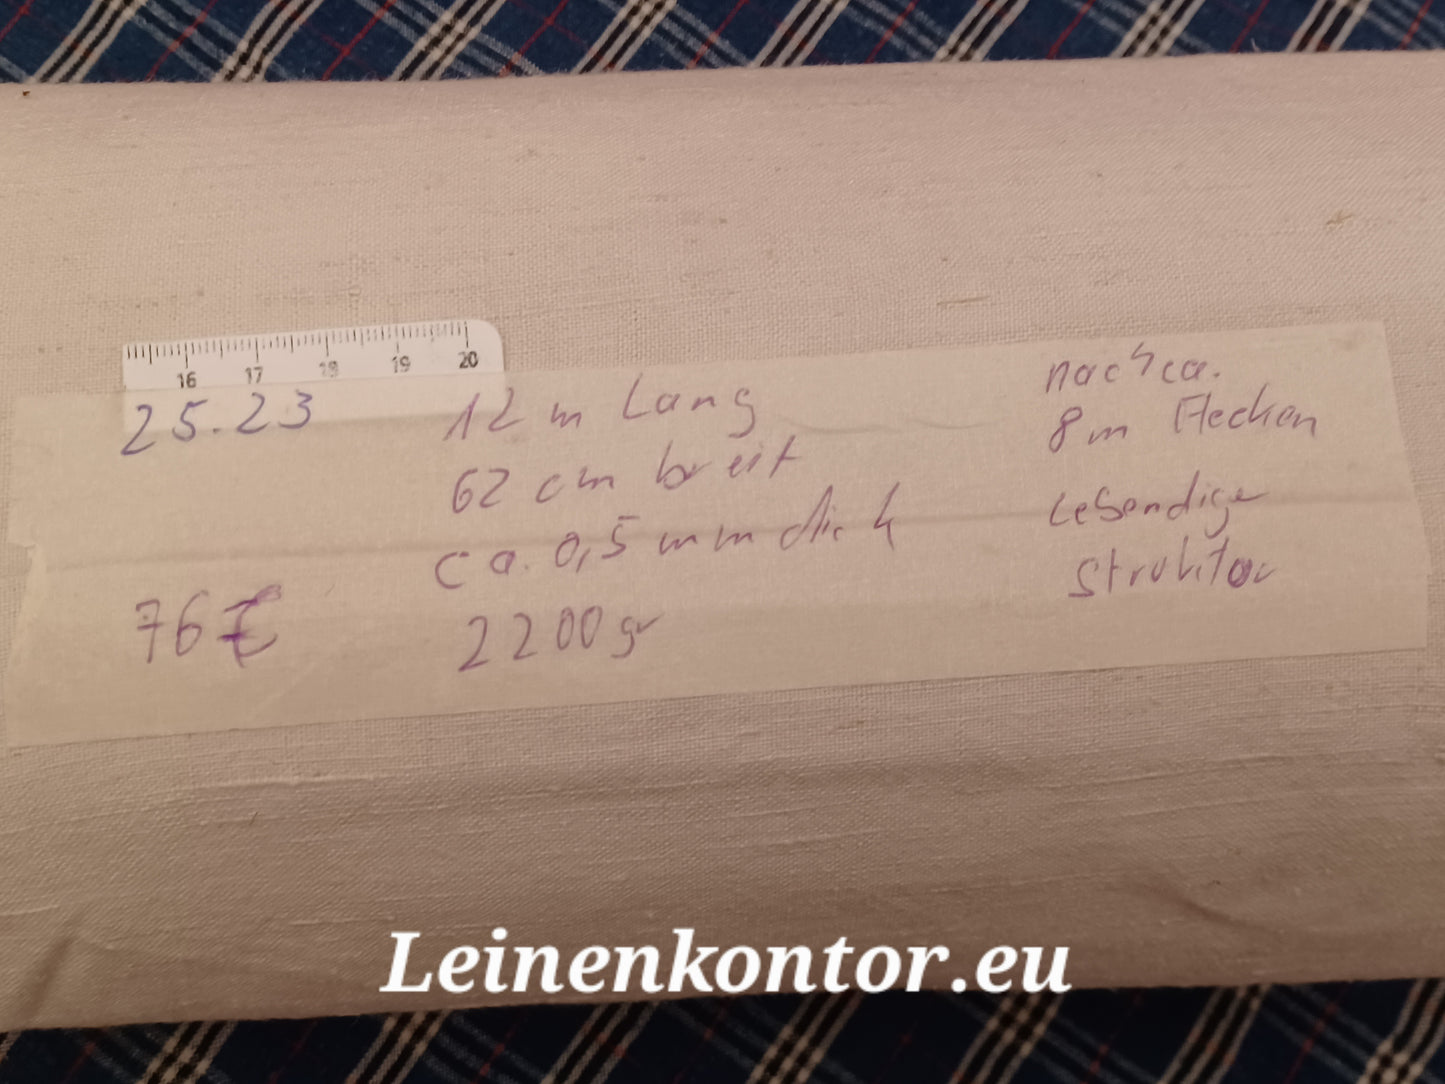 16 17 18 19 20
25.23
76€
12 m Lang
62 cm breit
ca. 0,5 mm dick
2200 gr
nach ca.
8 m Flecken
Lebendige
Struktur
Leinenkontor.eu